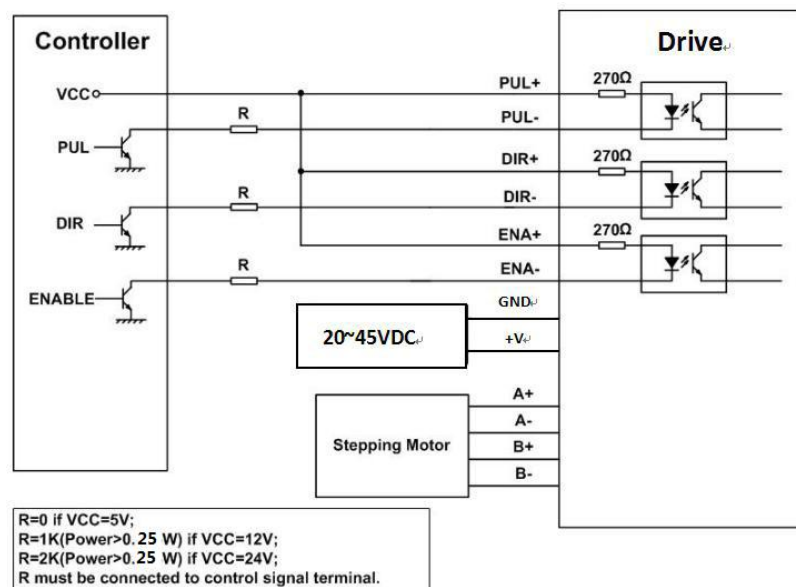 Controller
Drive
VCC
R
PUL
R
DIR
R
ENABLE
PUL+
270Ω
PUL-
DIR+
270Ω
DIR-
ENA+
270Ω
ENA-
GND
+V
20~45VDC
A+
A-
B+
B-
Stepping Motor
R=0 if VCC=5V;
R=1K(Power>0.25 W) if VCC=12V;
R=2K(Power>0.25 W) if VCC=24V;
R must be connected to control signal terminal.